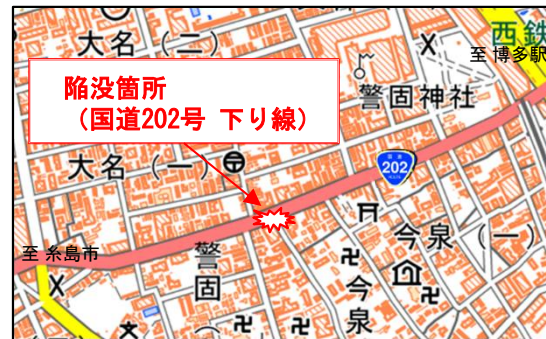 大名（二）
西鉄
至 博多駅
陥没箇所
（国道202号 下り線）
警固神社
大名（一）
202
至 糸島市
今泉（一）
警固
今泉